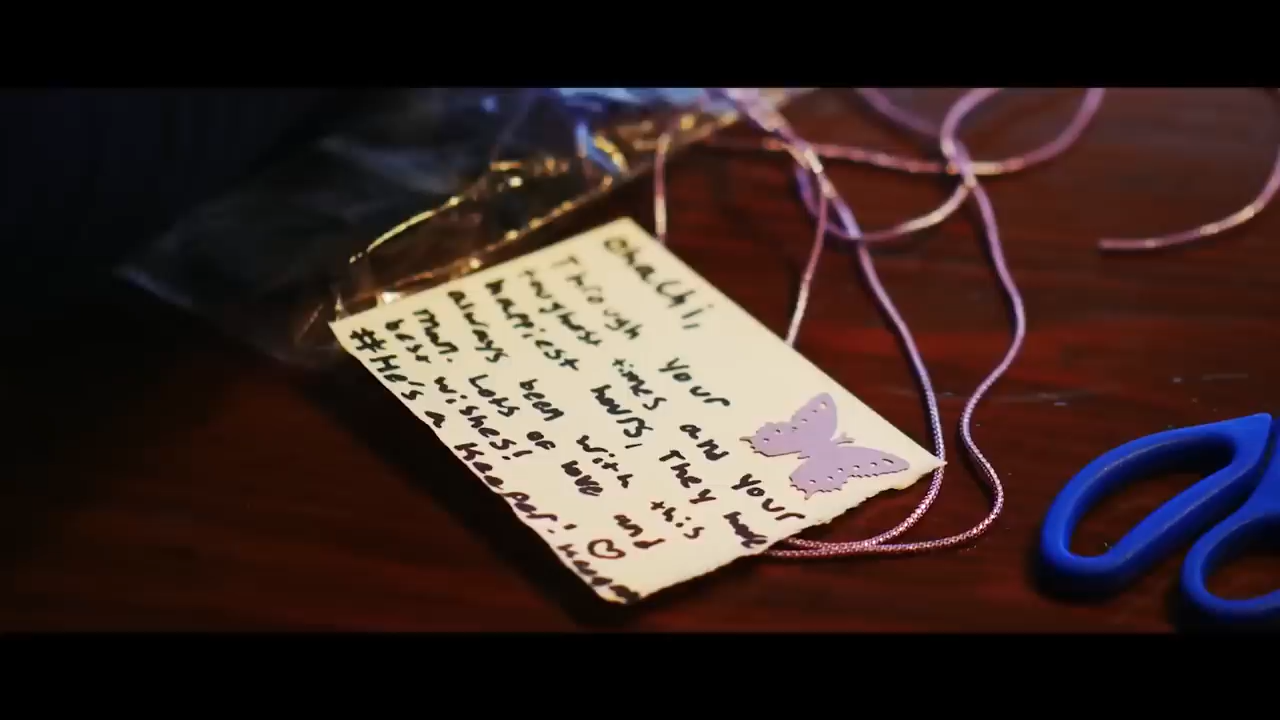 Chachi,
Through your
toughest times and your
happiest hours, They have
always been with this
man. Lots of love and
best wishes! ♡
#He's a keeper!